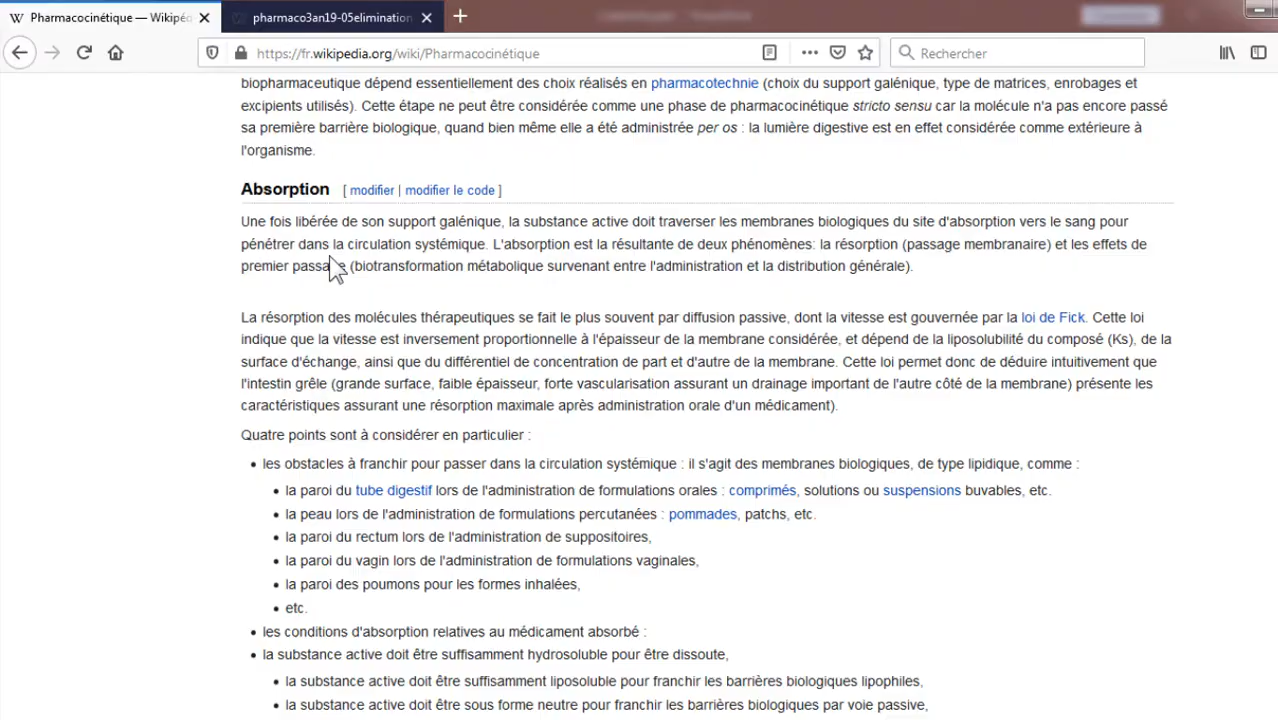 Pharmacocinétique — Wikipéd
pharmaco3an19-05elimination
https://fr.wikipedia.org/wiki/Pharmacocinétique
Rechercher
biopharmaceutique dépend essentiellement des choix réalisés en pharmacotechnie (choix du support galénique, type de matrices, enrobages et
excipients utilisés). Cette étape ne peut être considérée comme une phase de pharmacocinétique stricto sensu car la molécule n'a pas encore passé
sa première barrière biologique, quand bien même elle a été administrée per os : la lumière digestive est en effet considérée comme extérieure à
l'organisme.
Absorption [ modifier | modifier le code ]
Une fois libérée de son support galénique, la substance active doit traverser les membranes biologiques du site d'absorption vers le sang pour
pénétrer dans la circulation systémique. L'absorption est la résultante de deux phénomènes: la résorption (passage membranaire) et les effets de
premier passage (biotransformation métabolique survenant entre l'administration et la distribution générale).
La résorption des molécules thérapeutiques se fait le plus souvent par diffusion passive, dont la vitesse est gouvernée par la loi de Fick. Cette loi
indique que la vitesse est inversement proportionnelle à l'épaisseur de la membrane considérée, et dépend de la liposolubilité du composé (Ks), de la
surface d'échange, ainsi que du différentiel de concentration de part et d'autre de la membrane. Cette loi permet donc de déduire intuitivement que
l'intestin grêle (grande surface, faible épaisseur, forte vascularisation assurant un drainage important de l'autre côté de la membrane) présente les
caractéristiques assurant une résorption maximale après administration orale d'un médicament).
Quatre points sont à considérer en particulier :
• les obstacles à franchir pour passer dans la circulation systémique : il s'agit des membranes biologiques, de type lipidique, comme :
• la paroi du tube digestif lors de l'administration de formulations orales : comprimés, solutions ou suspensions buvables, etc.
• la peau lors de l'administration de formulations percutanées : pommades, patchs, etc.
• la paroi du rectum lors de l'administration de suppositoires,
• la paroi du vagin lors de l'administration de formulations vaginales,
• la paroi des poumons pour les formes inhalées,
• etc.
• les conditions d'absorption relatives au médicament absorbé :
• la substance active doit être suffisamment hydrosoluble pour être dissoute,
• la substance active doit être suffisamment liposoluble pour franchir les barrières biologiques lipophiles,
• la substance active doit être sous forme neutre pour franchir les barrières biologiques par voie passive,